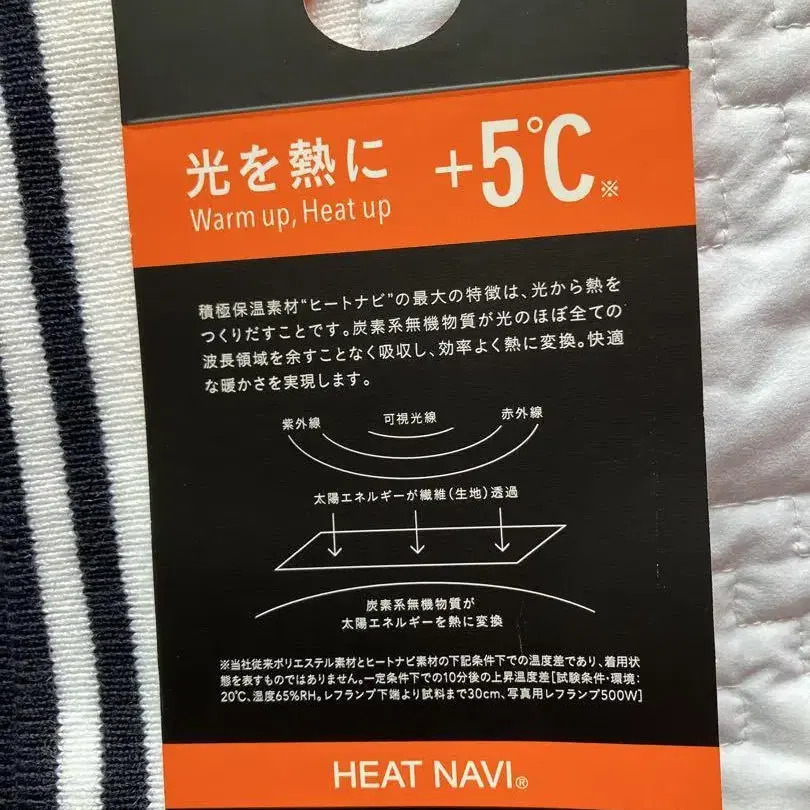 光を熱に
+5℃※
Warm up, Heat up
積極保温素材“ヒートナビ”の最大の特徴は、光から熱を
つくりだすことです。炭素系無機物質が光のほぼ全ての
波長領域を余すことなく吸収し、効率よく熱に変換。快適
な暖かさを実現します。
紫外線
可視光線
赤外線
太陽エネルギーが繊維(生地)透過
炭素系無機物質が
太陽エネルギーを熱に変換
※当社従来ポリエステル素材とヒートナビ素材の下記条件下での温度差であり、着用状
態を表すものではありません。一定条件下での10分後の上昇温度差[試験条件・環境:
20℃、湿度65%RH。レフランプ下端より試料まで30cm、写真用レフランプ500W]
HEAT NAVI®